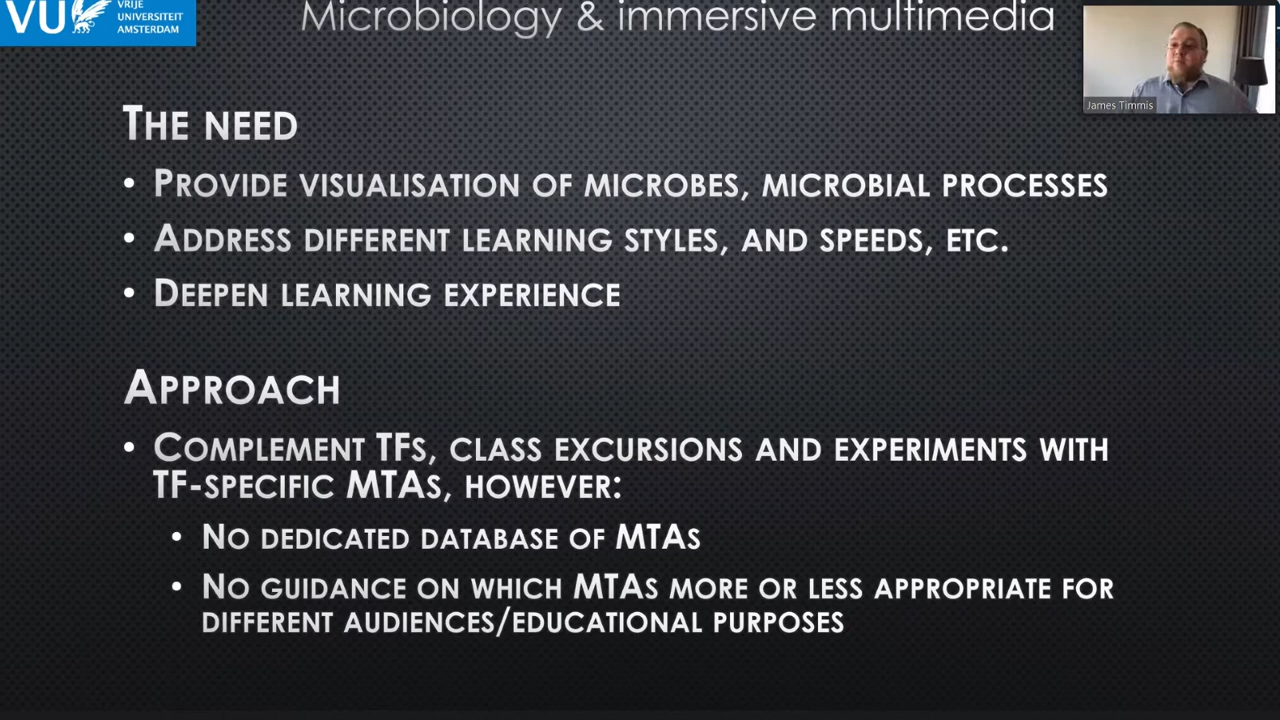 VU
VRIJE
UNIVERSITEIT
AMSTERDAM
Microbiology & immersive multimedia
James Timmis
THE NEED
• PROVIDE VISUALISATION OF MICROBES, MICROBIAL PROCESSES
• ADDRESS DIFFERENT LEARNING STYLES, AND SPEEDS, ETC.
• DEEPEN LEARNING EXPERIENCE
APPROACH
• COMPLEMENT TFS, CLASS EXCURSIONS AND EXPERIMENTS WITH
TF-SPECIFIC MTAS, HOWEVER:
• NO DEDICATED DATABASE OF MTAS
• NO GUIDANCE ON WHICH MTAS MORE OR LESS APPROPRIATE FOR
DIFFERENT AUDIENCES/EDUCATIONAL PURPOSES